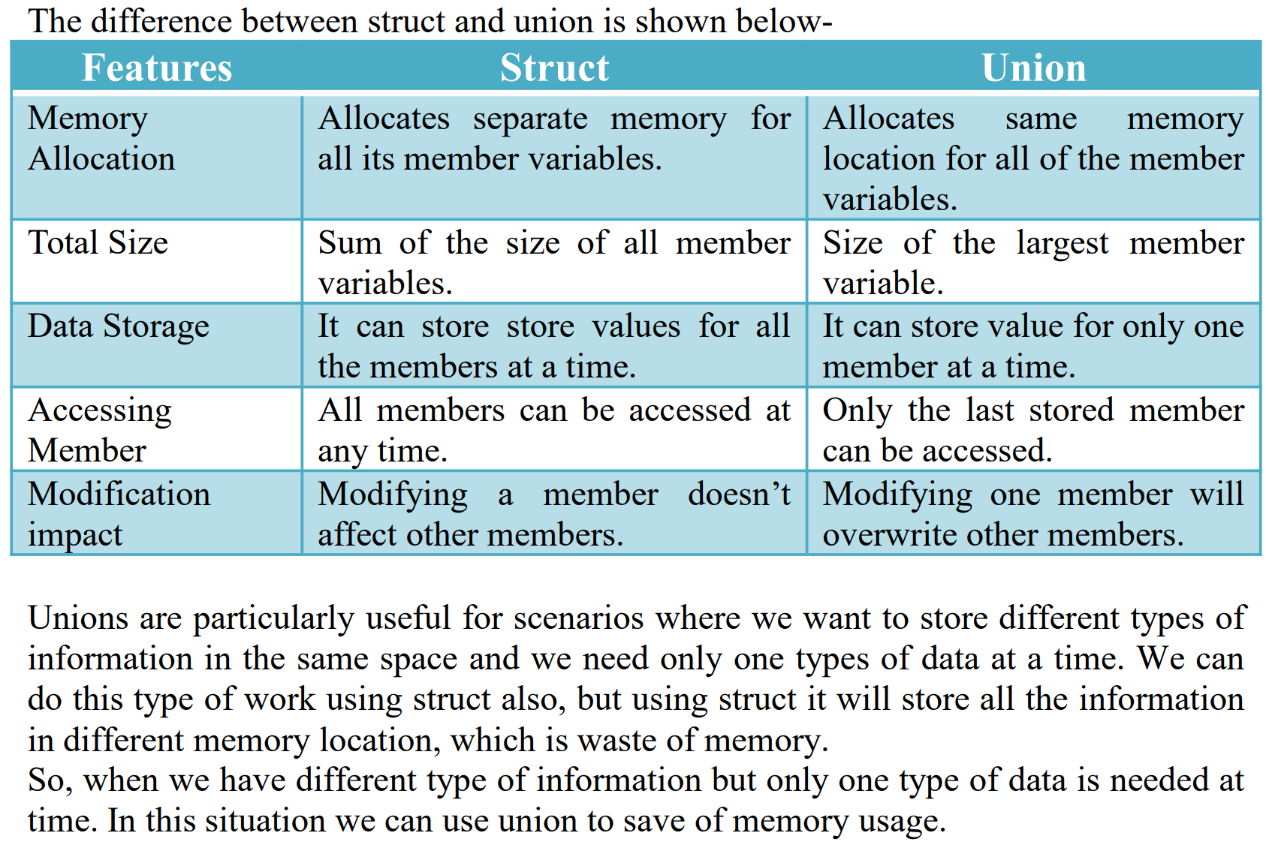 The difference between struct and union is shown below-
Features Struct Union
Memory Allocates separate memory for Allocates same memory
Allocation all its member variables. location for all of the member
variables.
Total Size Sum of the size of all member Size of the largest member
variables. variable.
Data Storage It can store store values for all It can store value for only one
the members at a time. member at a time.
Accessing All members can be accessed at Only the last stored member
Member any time. can be accessed.
Modification Modifying a member doesn’t Modifying one member will
impact affect other members. overwrite other members.
Unions are particularly useful for scenarios where we want to store different types of
information in the same space and we need only one types of data at a time. We can
do this type of work using struct also, but using struct it will store all the information
in different memory location, which is waste of memory.
So, when we have different type of information but only one type of data is needed at
time. In this situation we can use union to save of memory usage.